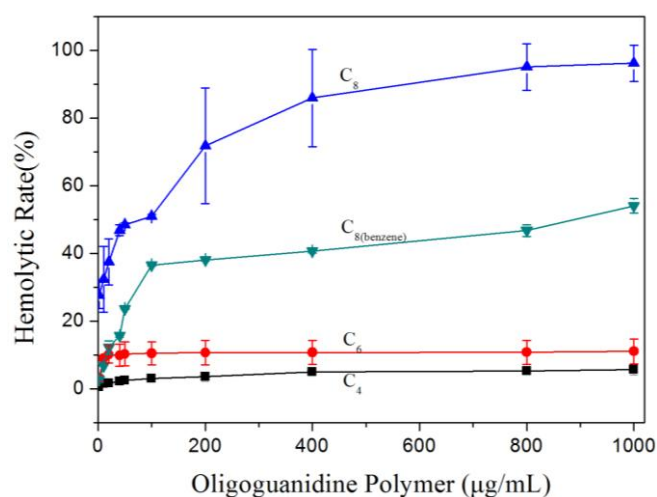 Hemolytic Rate(%)
100
80
60
40
20
0
C8
C8(benzene)
C6
C4
0
200
400
600
800
1000
Oligoguanidine Polymer (μg/mL)